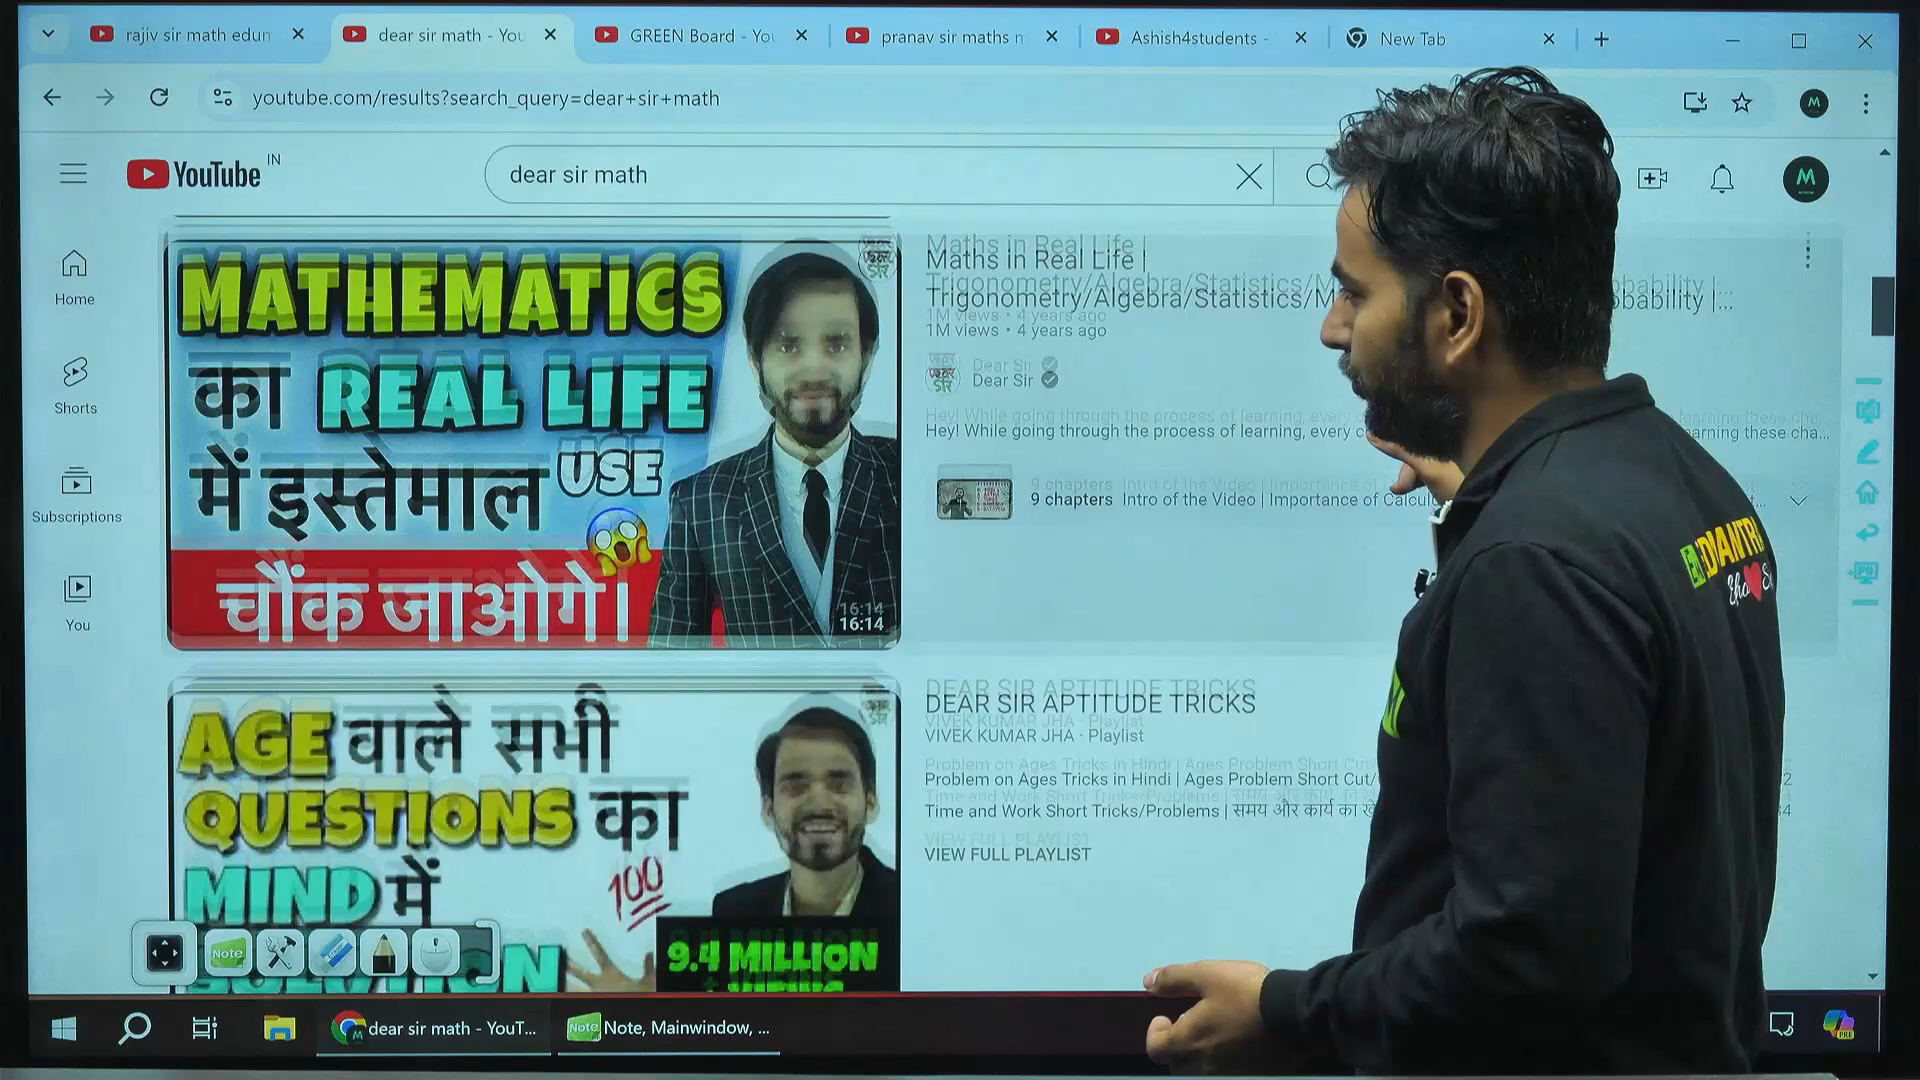 rajiv sir math edun
dear sir math - You
GREEN Board - You
pranav sir maths m
Ashish4students -
New Tab
youtube.com/results?search_query=dear+sir+math
YouTube IN
dear sir math
M
Home
Shorts
Subscriptions
You
MATHEMATICS
का REAL LIFE
में इस्तेमाल USE
चौंक जाओगे।
16:14
Maths in Real Life |
Trigonometry/Algebra/Statistics/M obability |...
1M views • 4 years ago
Dear Sir
Hey! While going through the process of learning, every c arning these cha...
9 chapters Intro of the Video | Importance of Calcu
AGE वाले सभी
QUESTIONS का
MIND में
100
9.4 MILLION
DEAR SIR APTITUDE TRICKS
VIVEK KUMAR JHA · Playlist
Problem on Ages Tricks in Hindi | Ages Problem Short Cut/
Time and Work Short Tricks/Problems | समय और कार्य का
VIEW FULL PLAYLIST
Note
dear sir math - YouT...
Note Note, Mainwindow, ...